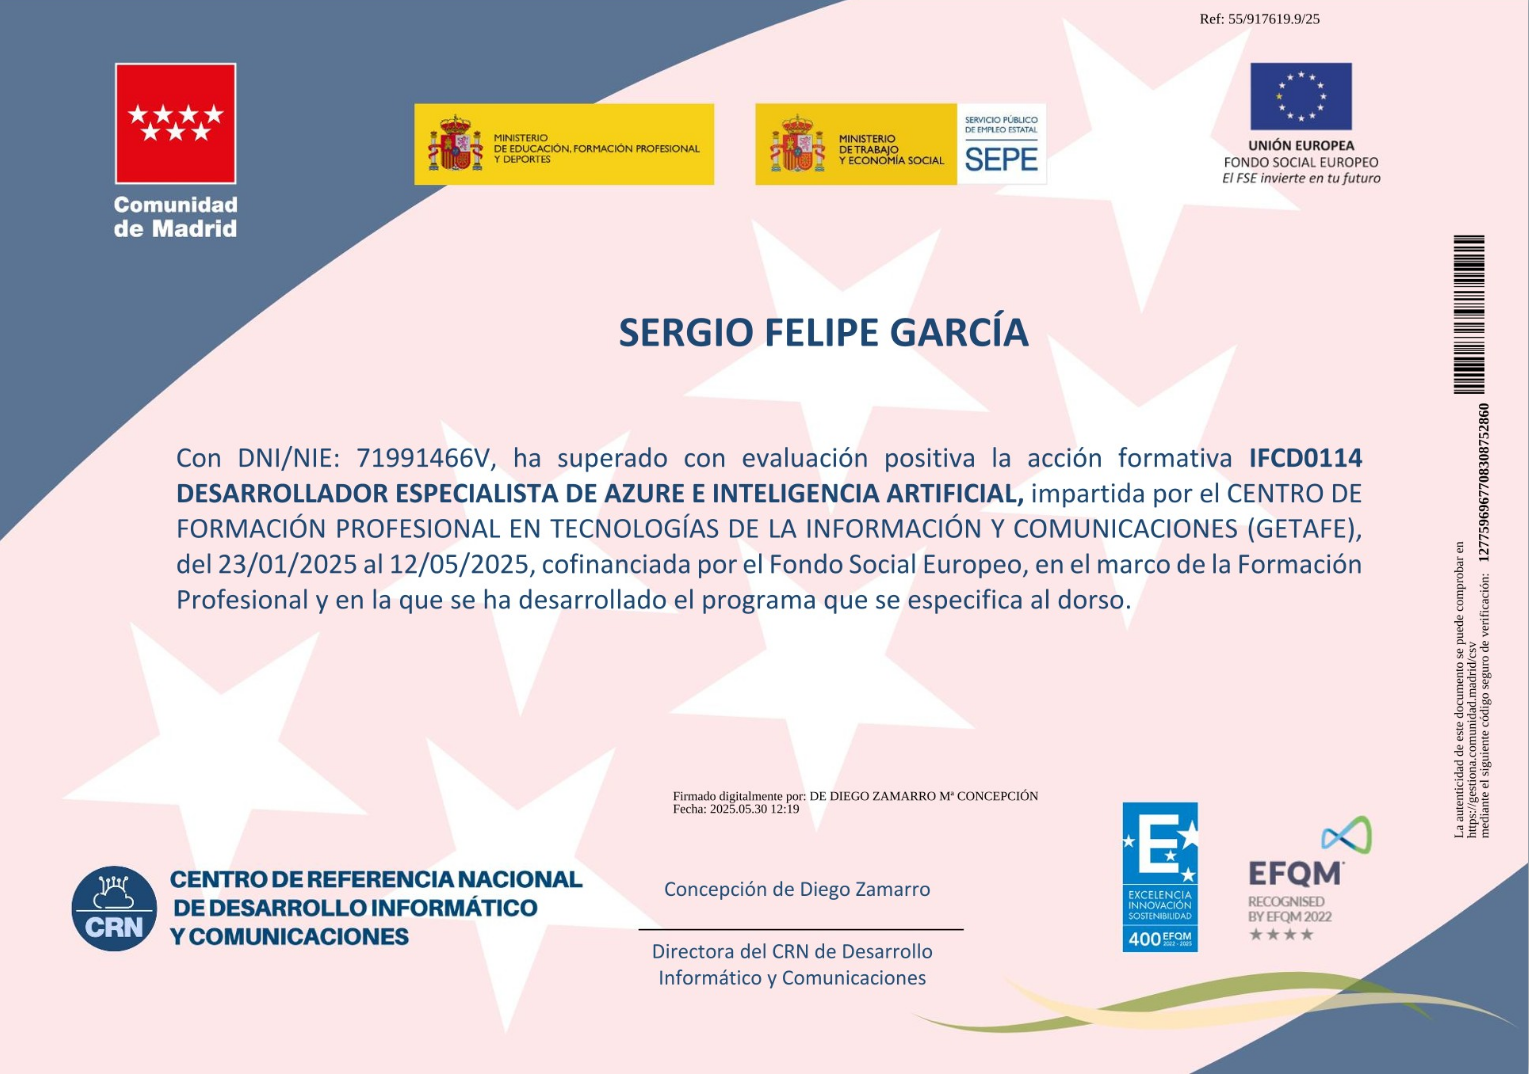 Ref: 55/917619.9/25
Comunidad
de Madrid
MINISTERIO
DE EDUCACIÓN, FORMACIÓN PROFESIONAL
Y DEPORTES
MINISTERIO
DE TRABAJO
Y ECONOMÍA SOCIAL
SERVICIO PÚBLICO
DE EMPLEO ESTATAL
SEPE
UNIÓN EUROPEA
FONDO SOCIAL EUROPEO
El FSE invierte en tu futuro
SERGIO FELIPE GARCÍA
Con DNI/NIE: 71991466V, ha superado con evaluación positiva la acción formativa IFCD0114
DESARROLLADOR ESPECIALISTA DE AZURE E INTELIGENCIA ARTIFICIAL, impartida por el CENTRO DE
FORMACIÓN PROFESIONAL EN TECNOLOGÍAS DE LA INFORMACIÓN Y COMUNICACIONES (GETAFE),
del 23/01/2025 al 12/05/2025, cofinanciada por el Fondo Social Europeo, en el marco de la Formación
Profesional y en la que se ha desarrollado el programa que se especifica al dorso.
Firmado digitalmente por: DE DIEGO ZAMARRO Mª CONCEPCIÓN
Fecha: 2025.05.30 12:19
CRN
CENTRO DE REFERENCIA NACIONAL
DE DESARROLLO INFORMÁTICO
Y COMUNICACIONES
Concepción de Diego Zamarro
Directora del CRN de Desarrollo
Informático y Comunicaciones
E
EXCELENCIA
INNOVACIÓN
SOSTENIBILIDAD
400 EFQM
2022 - 2025
EFQM
RECOGNISED
BY EFQM 2022
La autenticidad de este documento se puede comprobar en
https://gestiona.comunidad.madrid/csv
mediante el siguiente código seguro de verificación: 1277596967708308752860